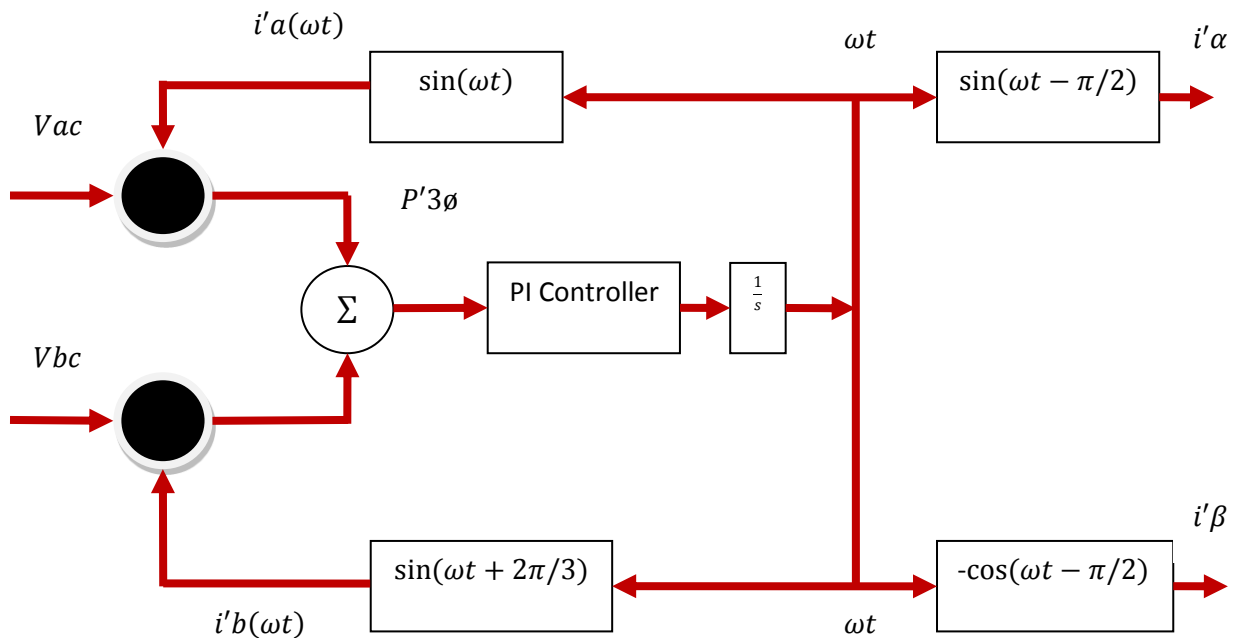 i′a(ωt)
ωt
i′α
sin(ωt)
sin(ωt − π/2)
Vac
P′3ø
PI Controller
1/s
Σ
Vbc
i′β
sin(ωt + 2π/3)
-cos(ωt − π/2)
i′b(ωt)
ωt